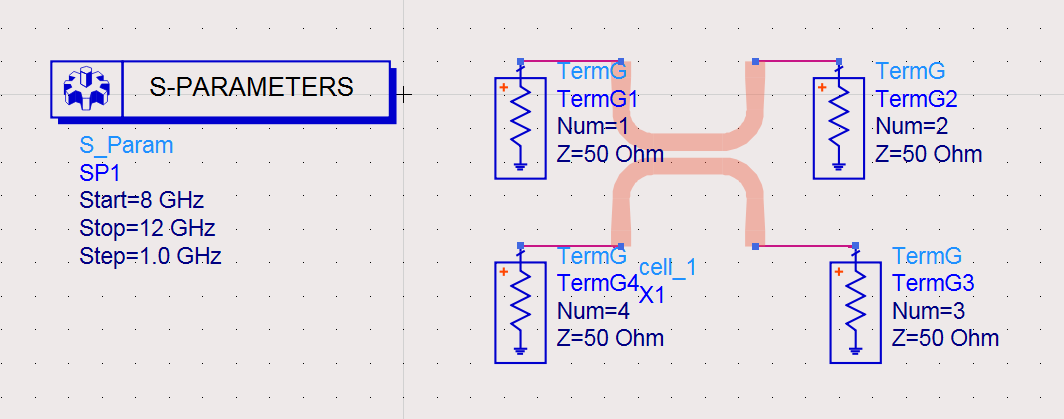 S-PARAMETERS
S_Param
SP1
Start=8 GHz
Stop=12 GHz
Step=1.0 GHz
TermG
TermG1
Num=1
Z=50 Ohm
TermG
TermG2
Num=2
Z=50 Ohm
TermG
TermG4
Num=4
Z=50 Ohm
cell_1
X1
TermG
TermG3
Num=3
Z=50 Ohm